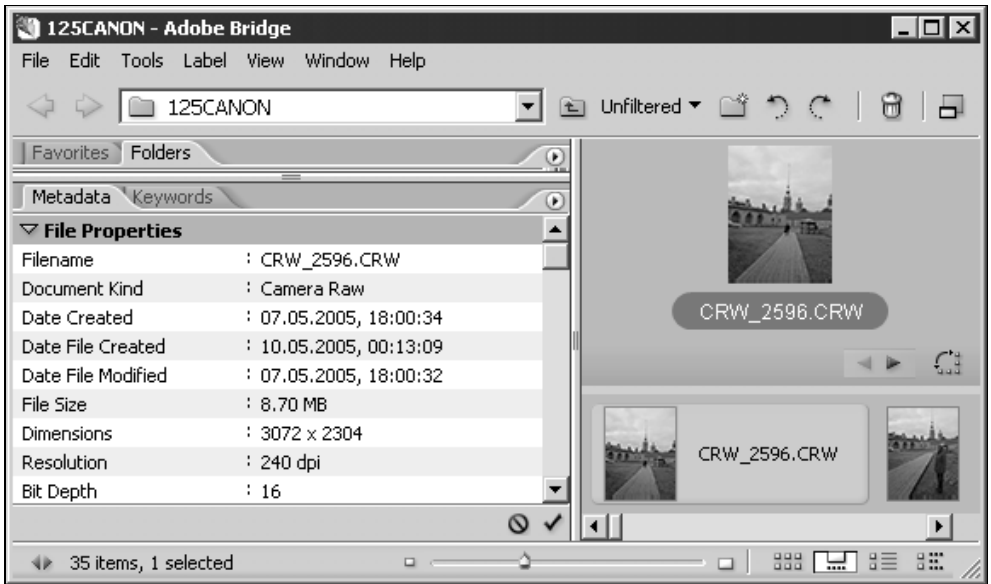 125CANON - Adobe Bridge
File Edit Tools Label View Window Help
125CANON Unfiltered
Favorites Folders
Metadata Keywords
File Properties
Filename : CRW_2596.CRW
Document Kind : Camera Raw
Date Created : 07.05.2005, 18:00:34
Date File Created : 10.05.2005, 00:13:09
Date File Modified : 07.05.2005, 18:00:32
File Size : 8.70 MB
Dimensions : 3072 x 2304
Resolution : 240 dpi
Bit Depth : 16
CRW_2596.CRW
CRW_2596.CRW
35 items, 1 selected